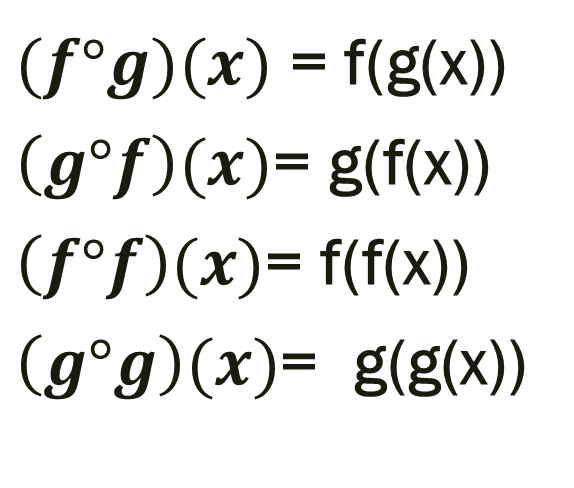 (f°g)(x) = f(g(x))
(g°f)(x)= g(f(x))
(f°f)(x)= f(f(x))
(g°g)(x)= g(g(x))